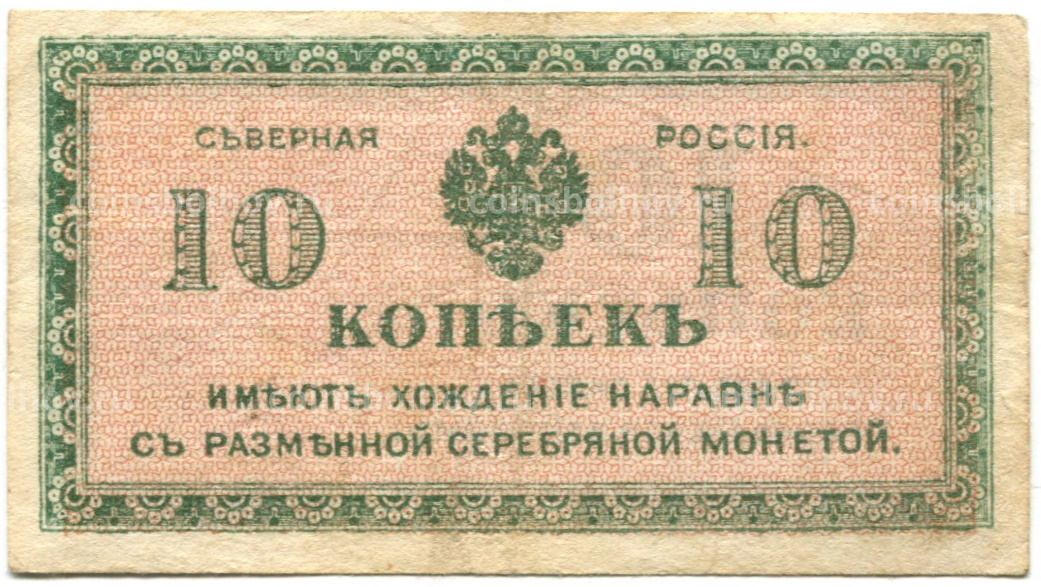 СѢВЕРНАЯ РОССІЯ.
10 10
КОПѢЕКЪ
ИМѢЮТЪ ХОЖДЕНІЕ НАРАВНѢ
СЪ РАЗМѢННОЙ СЕРЕБРЯНОЙ МОНЕТОЙ.